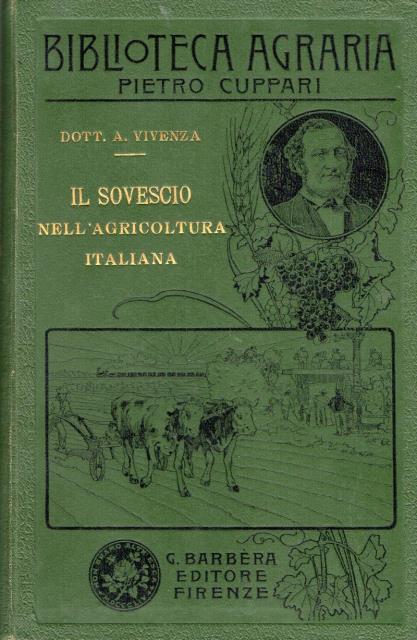 BIBLIOTECA AGRARIA
PIETRO CUPPARI
DOTT. A. VIVENZA
IL SOVESCIO
NELL'AGRICOLTURA
ITALIANA
G. BARBÈRA
EDITORE
FIRENZE